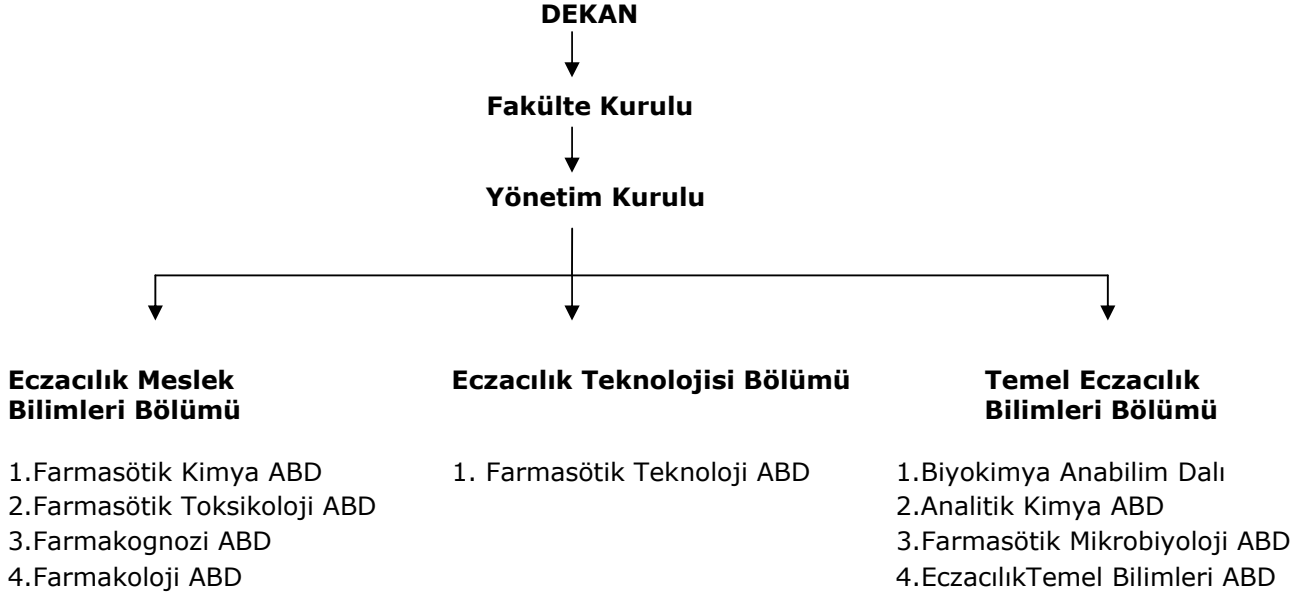 DEKAN
Fakülte Kurulu
Yönetim Kurulu
Eczacılık Meslek
Bilimleri Bölümü
1.Farmasötik Kimya ABD
2.Farmasötik Toksikoloji ABD
3.Farmakognozi ABD
4.Farmakoloji ABD
Eczacılık Teknolojisi Bölümü
1. Farmasötik Teknoloji ABD
Temel Eczacılık
Bilimleri Bölümü
1.Biyokimya Anabilim Dalı
2.Analitik Kimya ABD
3.Farmasötik Mikrobiyoloji ABD
4.EczacılıkTemel Bilimleri ABD